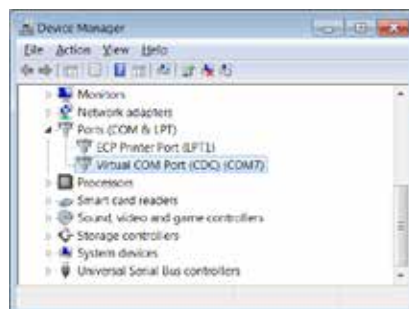 Device Manager
File Action View Help
Monitors
Network adapters
Ports (COM & LPT)
ECP Printer Port (LPT1)
Virtual COM Port (CDC) (COM7)
Processors
Smart card readers
Sound, video and game controllers
Storage controllers
System devices
Universal Serial Bus controllers